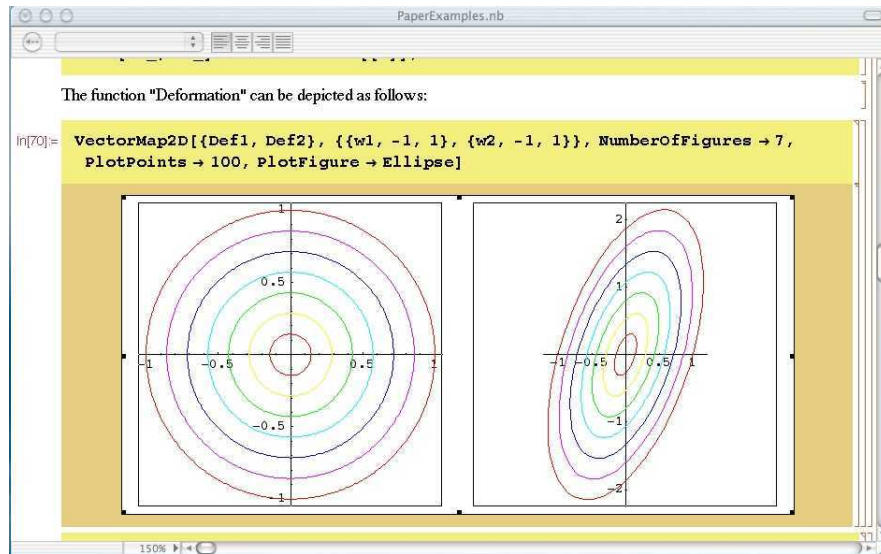 PaperExamples.nb
The function "Deformation" can be depicted as follows:
In[70]:=
VectorMap2D[{Def1, Def2}, {{w1, -1, 1}, {w2, -1, 1}}, NumberOfFigures → 7,
PlotPoints → 100, PlotFigure → Ellipse]
1
0.5
-1 -0.5 0.5 1
-0.5
-1
2
1
-1 -0.5 0.5 1
-1
-2
150%